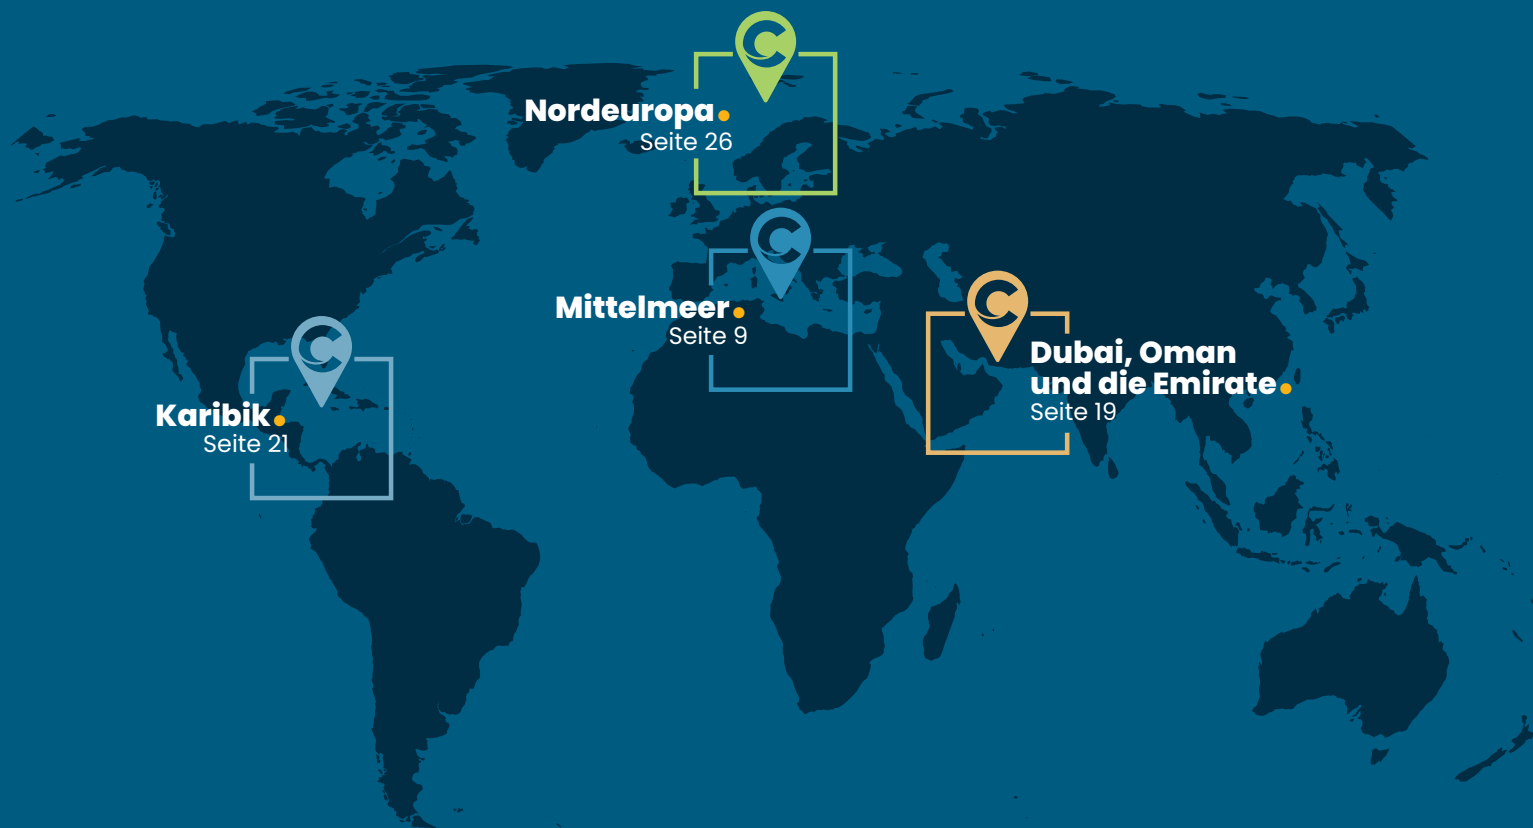 Nordeuropa.
Seite 26
Mittelmeer.
Seite 9
Dubai, Oman
und die Emirate.
Seite 19
Karibik.
Seite 21